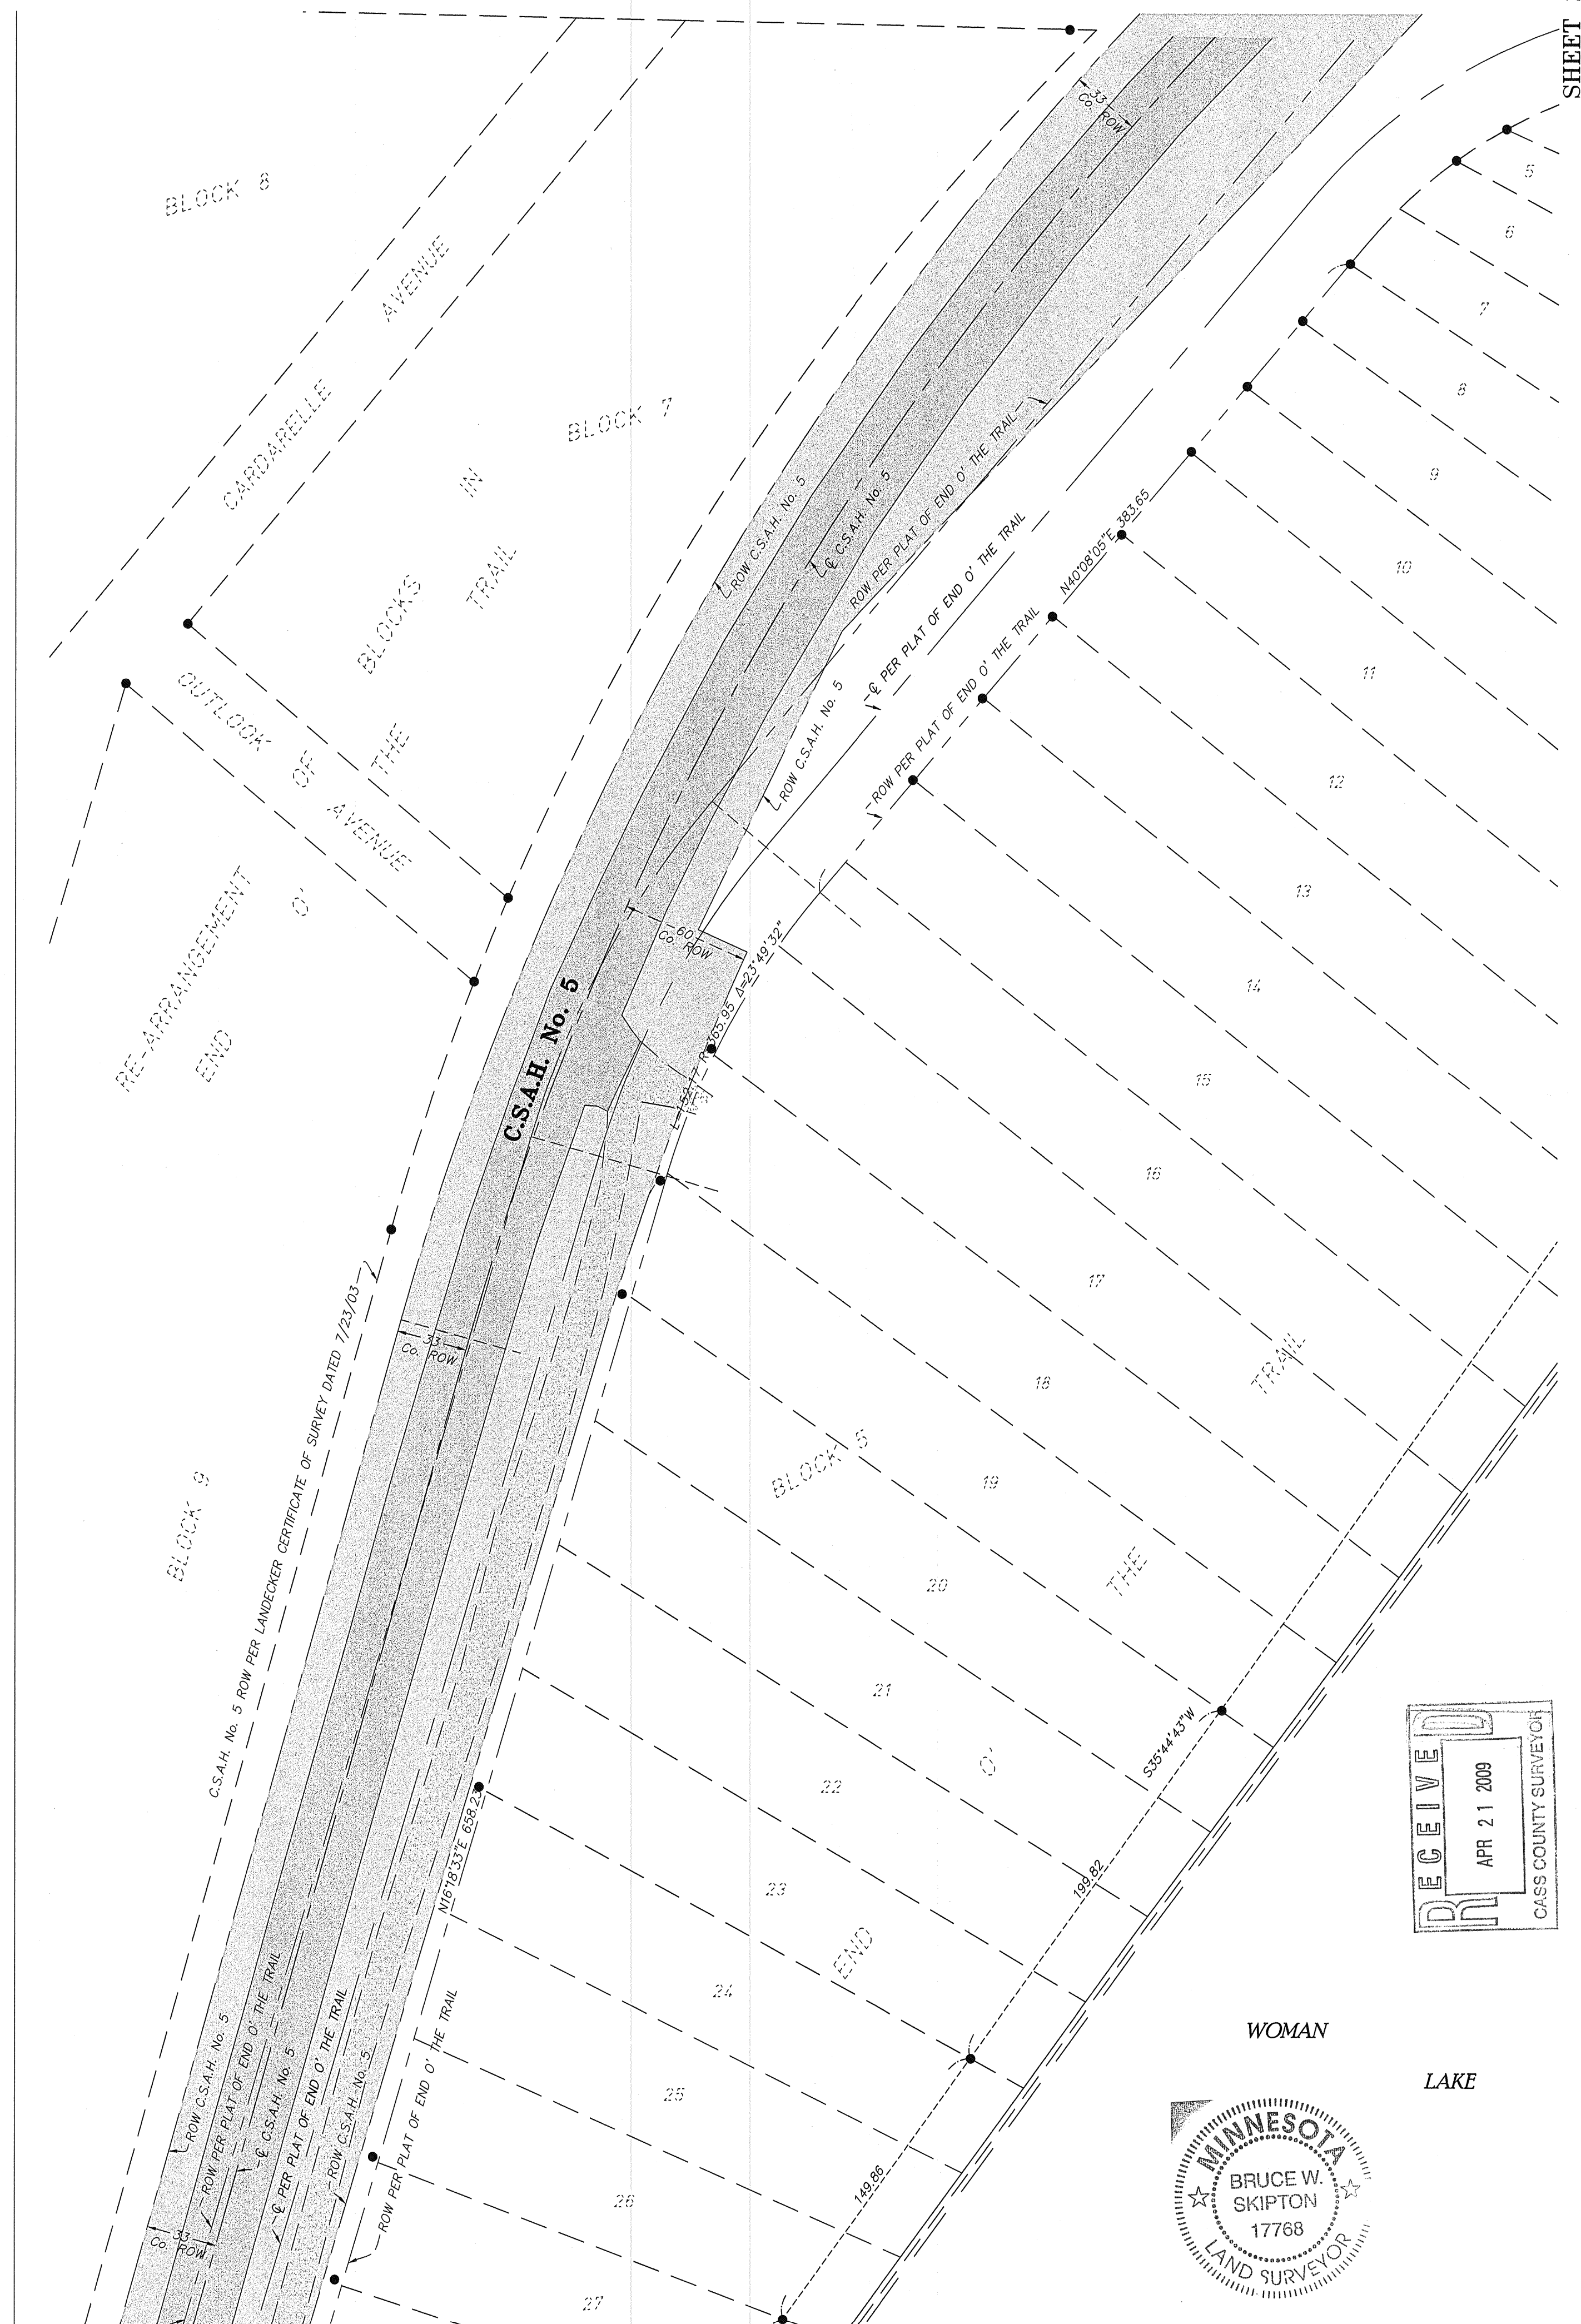 SHEET
33
Co. ROW
5
6
7
8
9
10
11
12
13
14
15
16
17
18
19
20
21
22
23
24
25
26
27
BLOCK 8
CARDARELLE AVENUE
BLOCK 7
RE-ARRANGEMENT OF BLOCKS IN
END O' THE TRAIL
OUTLOOK AVENUE
ROW C.S.A.H. No. 5
℄ C.S.A.H. No. 5
ROW PER PLAT OF END O' THE TRAIL
℄ PER PLAT OF END O' THE TRAIL
N40°08'05"E 383.65
ROW PER PLAT OF END O' THE TRAIL
ROW C.S.A.H. No. 5
60
Co. ROW
L=152.17 R=365.95 Δ=23°49'32"
C.S.A.H. No. 5
33
Co. ROW
C.S.A.H. No. 5 ROW PER LANDECKER CERTIFICATE OF SURVEY DATED 7/23/03
BLOCK 9
BLOCK 5
END O' THE TRAIL
S35°44'43"W
199.82
149.86
N16°18'33"E 658.23
ROW C.S.A.H. No. 5
ROW PER PLAT OF END O' THE TRAIL
℄ C.S.A.H. No. 5
℄ PER PLAT OF END O' THE TRAIL
ROW C.S.A.H. No. 5
ROW PER PLAT OF END O' THE TRAIL
33
Co. ROW
RECEIVED
APR 21 2009
CASS COUNTY SURVEYOR
WOMAN
LAKE
MINNESOTA
BRUCE W.
SKIPTON
17768
LAND SURVEYOR